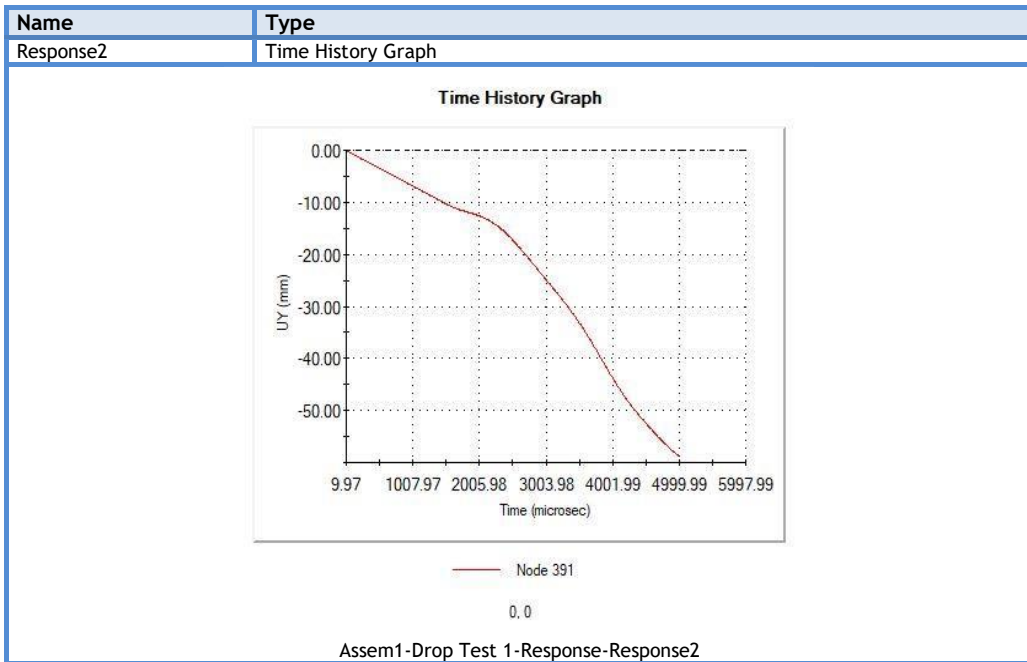 Name Type
Response2 Time History Graph
Time History Graph
0.00
-10.00
-20.00
-30.00
-40.00
-50.00
UY (mm)
9.97 1007.97 2005.98 3003.98 4001.99 4999.99 5997.99
Time (microsec)
Node 391
0, 0
Assem1-Drop Test 1-Response-Response2